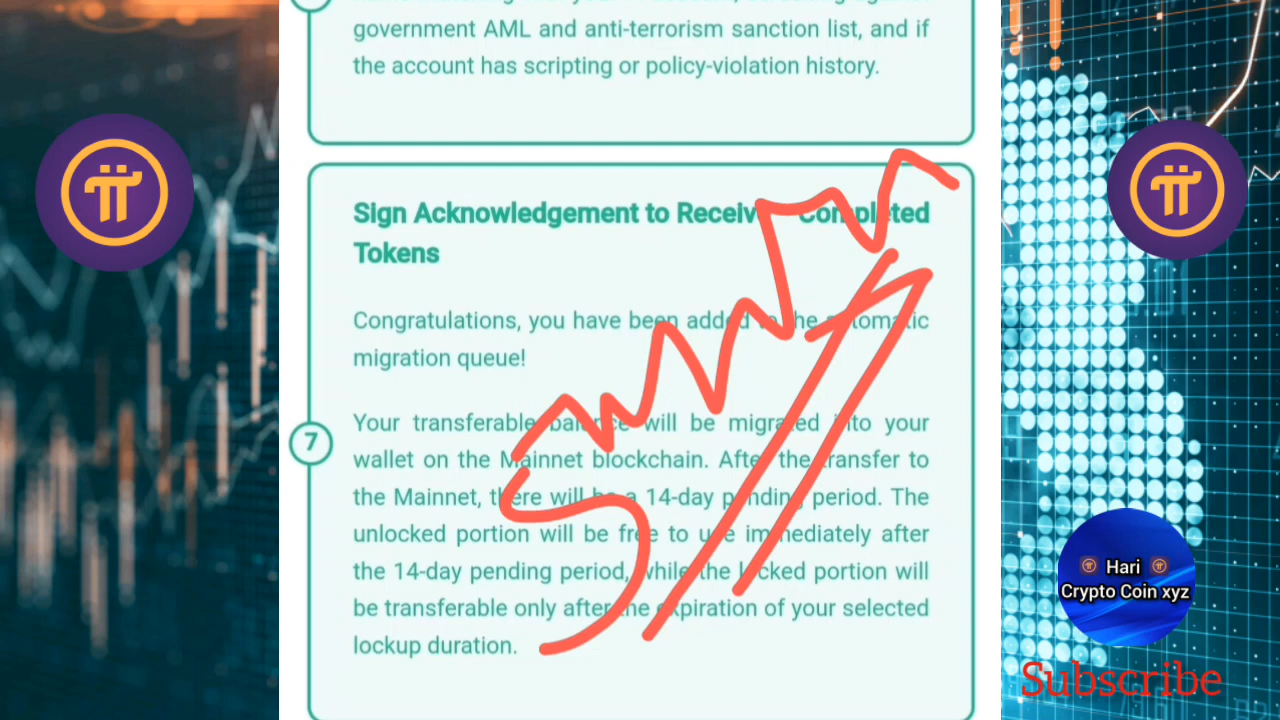 government AML and anti-terrorism sanction list, and if
the account has scripting or policy-violation history.
Sign Acknowledgement to Receive Completed
Tokens
Congratulations, you have been added to the automatic
migration queue!
7
Your transferable balance will be migrated into your
wallet on the Mainnet blockchain. After the transfer to
the Mainnet, there will be a 14-day pending period. The
unlocked portion will be free to use immediately after
the 14-day pending period, while the locked portion will
be transferable only after the expiration of your selected
lockup duration.
Hari
Crypto Coin xyz
Subscribe